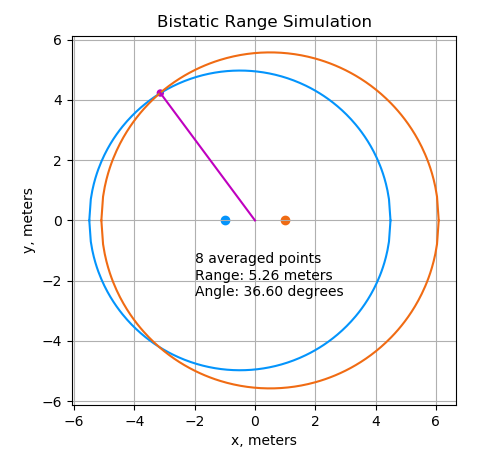 Bistatic Range Simulation
6
4
2
0
−2
−4
−6
y, meters
8 averaged points
Range: 5.26 meters
Angle: 36.60 degrees
−6 −4 −2 0 2 4 6
x, meters